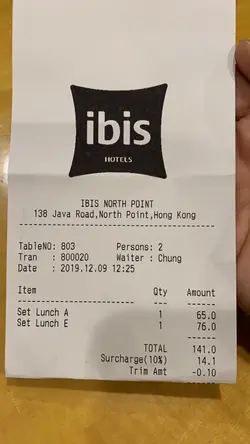 ibis
HOTELS
IBIS NORTH POINT
138 Java Road,North Point,Hong Kong
TableNO: 803 Persons: 2
Tran : 800020 Waiter : Chung
Date : 2019.12.09 12:25
Item Qty Amount
Set Lunch A 1 65.0
Set Lunch E 1 76.0
TOTAL 141.0
Surcharge(10%) 14.1
Trim Amt -0.10